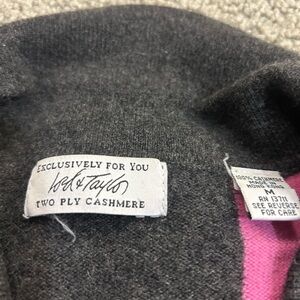 EXCLUSIVELY FOR YOU
Lord & Taylor
TWO PLY CASHMERE
100% CASHMERE
MADE IN
HONG KONG
M
RN 13711
SEE REVERSE
FOR CARE